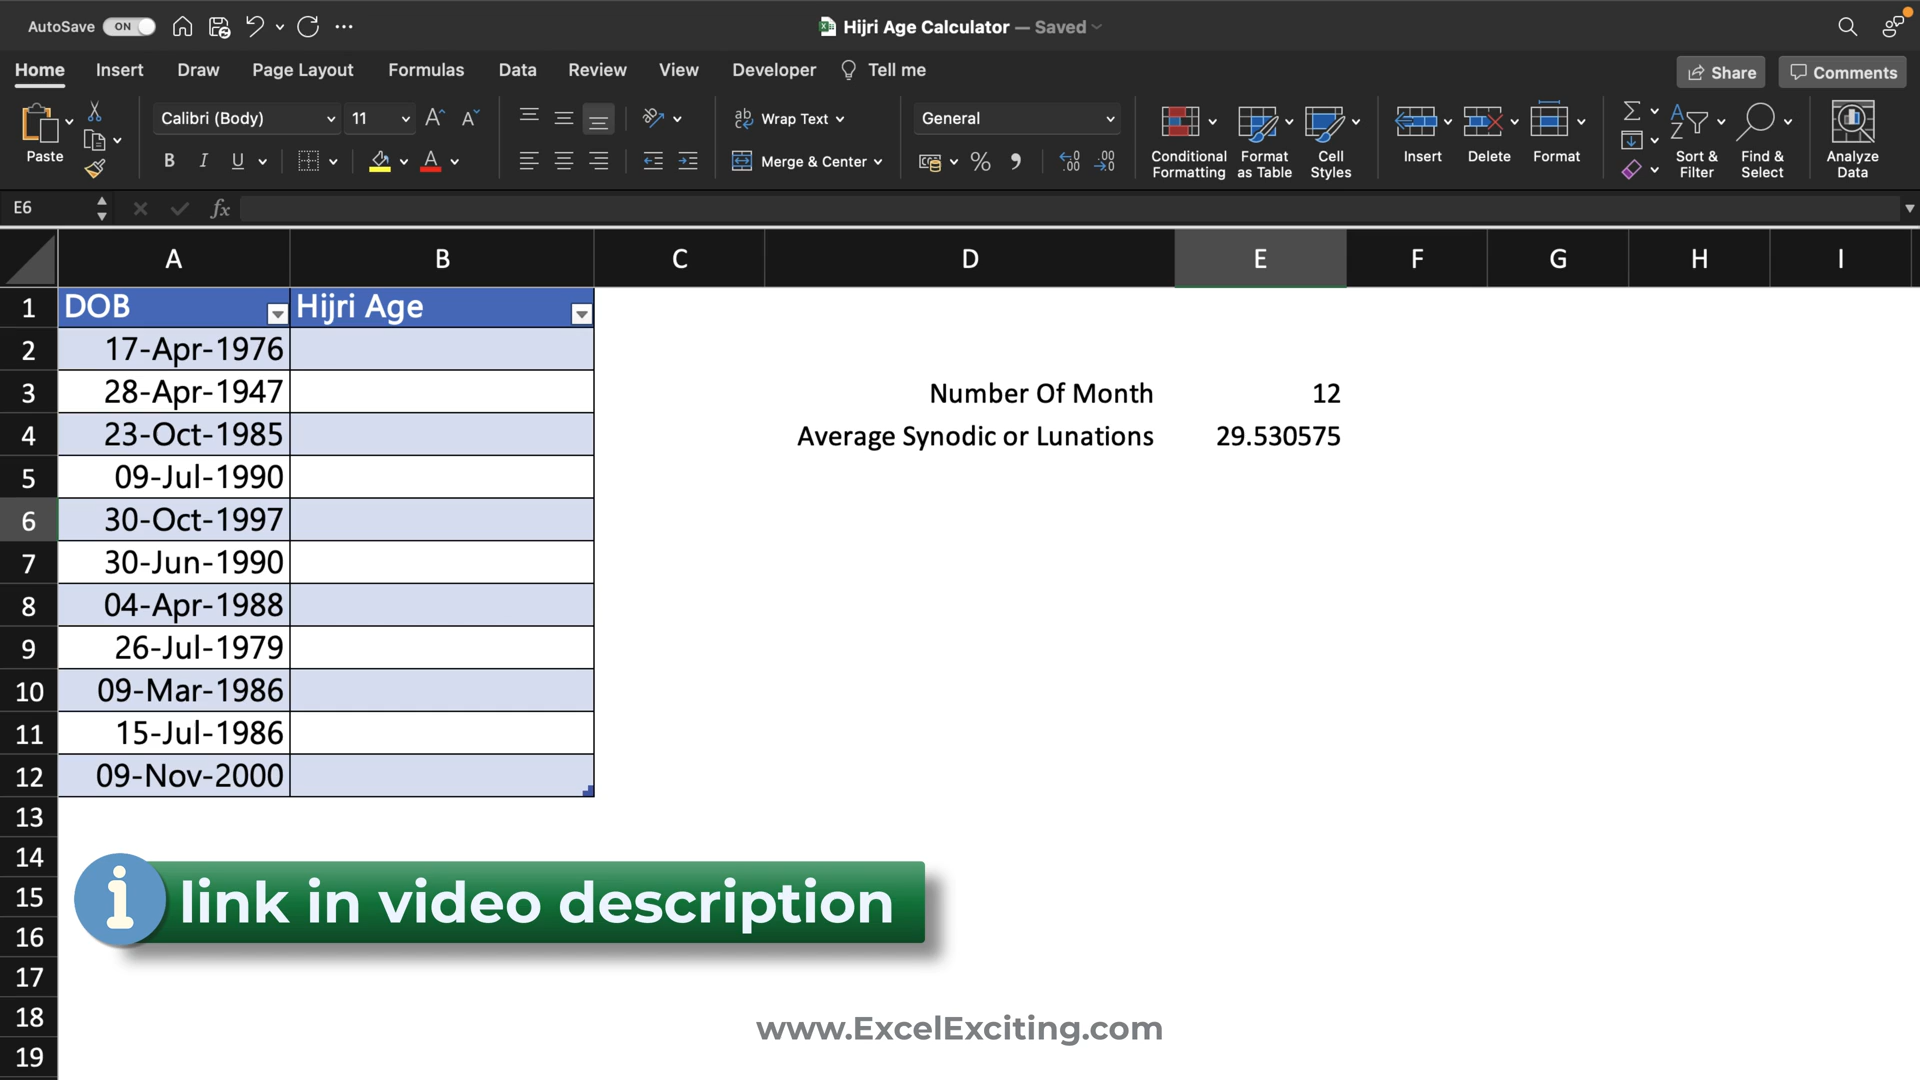 AutoSave ON Hijri Age Calculator — Saved
Home Insert Draw Page Layout Formulas Data Review View Developer Tell me Share Comments
Paste Calibri (Body) 11 Wrap Text General
B I U Merge & Center
Conditional Formatting Format as Table Cell Styles Insert Delete Format Sort & Filter Find & Select Analyze Data
E6 fx
A B C D E F G H I
1 DOB Hijri Age
2 17-Apr-1976
3 28-Apr-1947 Number Of Month 12
4 23-Oct-1985 Average Synodic or Lunations 29.530575
5 09-Jul-1990
6 30-Oct-1997
7 30-Jun-1990
8 04-Apr-1988
9 26-Jul-1979
10 09-Mar-1986
11 15-Jul-1986
12 09-Nov-2000
13
14
15 i link in video description
16
17
18 www.ExcelExciting.com
19